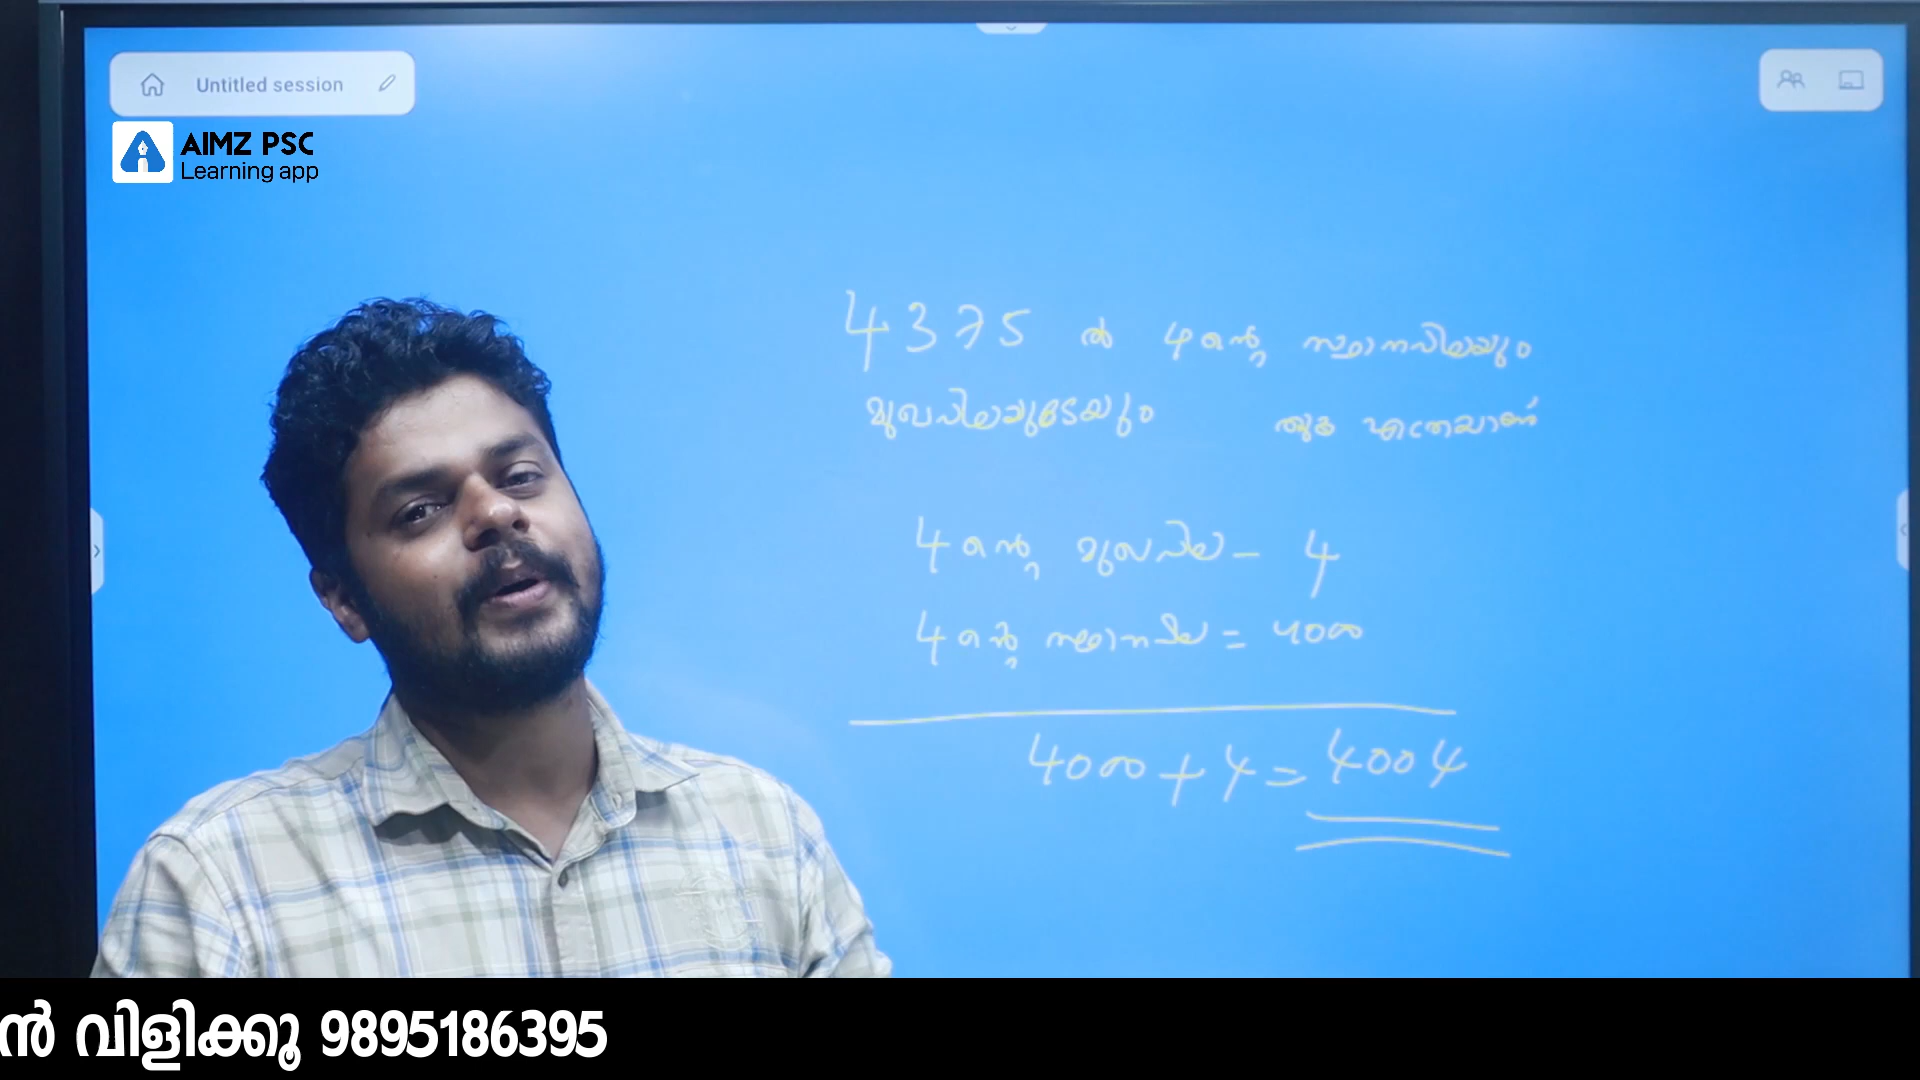 Untitled session
AIMZ PSC
Learning app
4375 ൽ 4ന്റെ സ്ഥാനവിലയും
മുഖവിലയുടേയും തുക എത്രയാണ്
4ന്റെ മുഖവില – 4
4ന്റെ സ്ഥാനവില = 4000
4000 + 4 = 4004
ൻ വിളിക്കൂ 9895186395